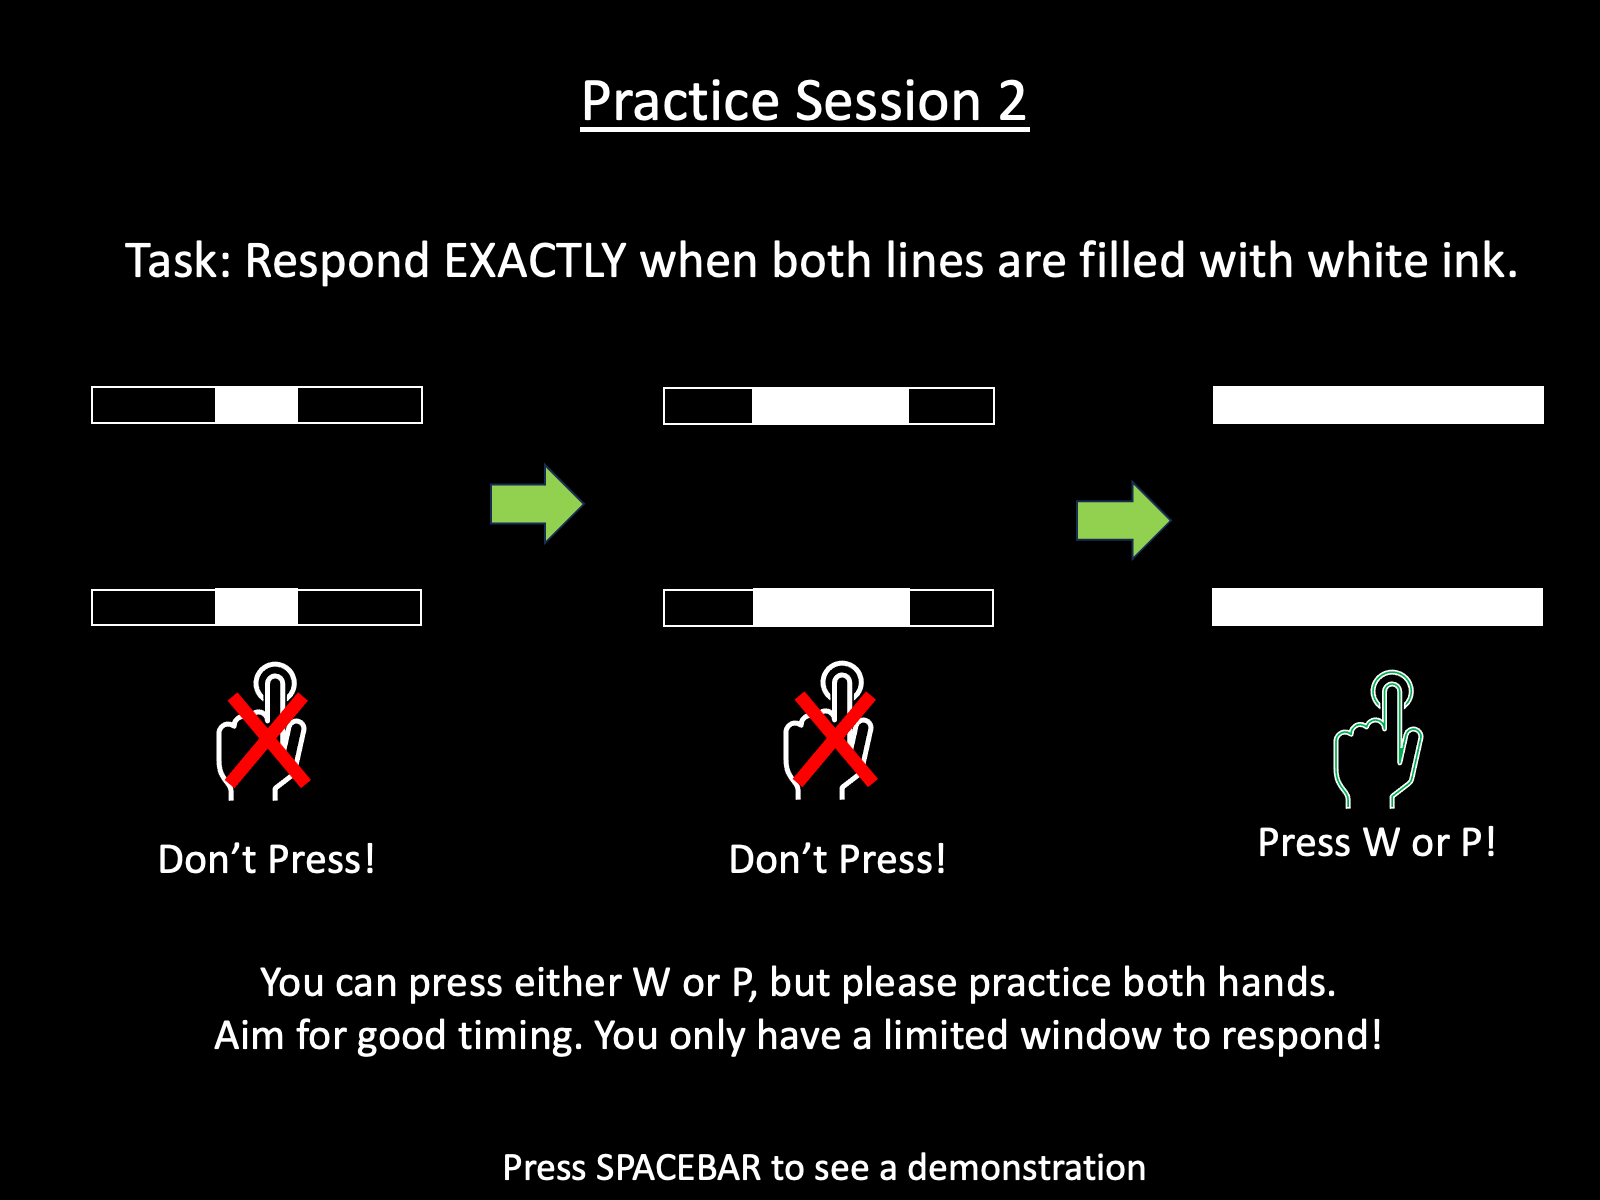 Practice Session 2
Task: Respond EXACTLY when both lines are filled with white ink.
Don’t Press!
Don’t Press!
Press W or P!
You can press either W or P, but please practice both hands.
Aim for good timing. You only have a limited window to respond!
Press SPACEBAR to see a demonstration